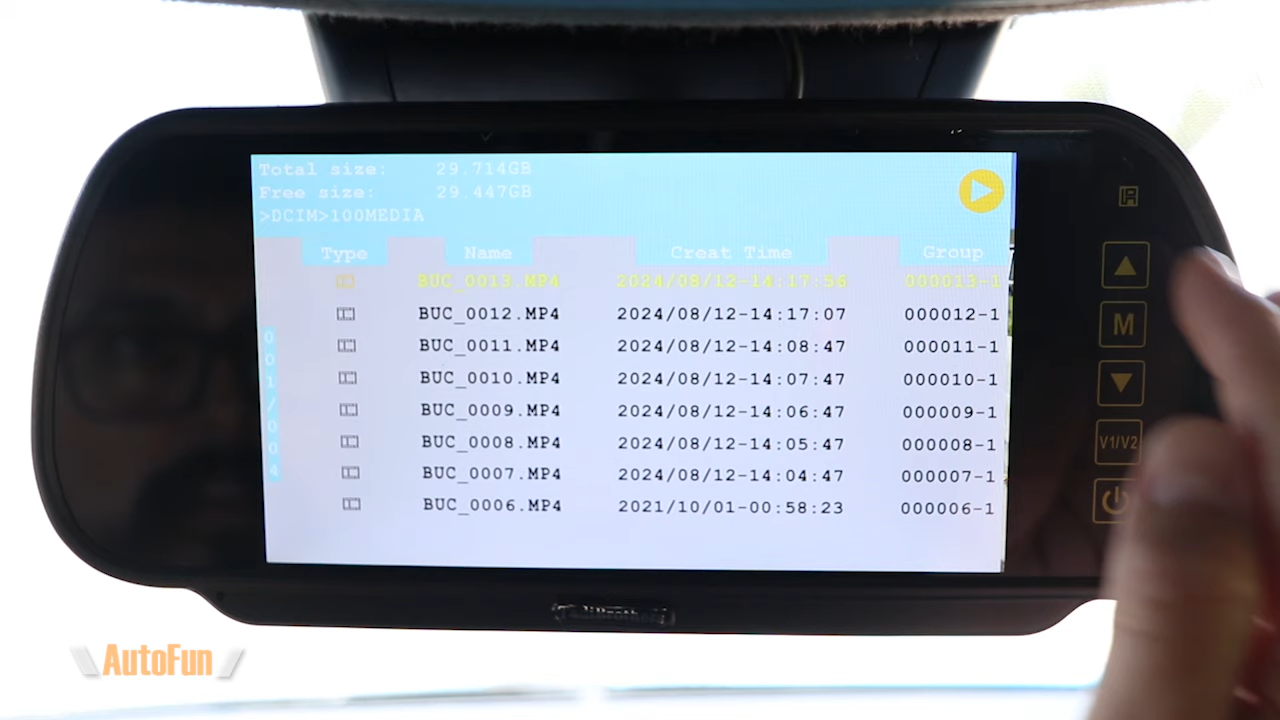 Total size: 29.714GB
Free size: 29.447GB
>DCIM>100MEDIA
Type Name Creat Time Group
BUC_0013.MP4 2024/08/12-14:17:56 000013-1
BUC_0012.MP4 2024/08/12-14:17:07 000012-1
BUC_0011.MP4 2024/08/12-14:08:47 000011-1
BUC_0010.MP4 2024/08/12-14:07:47 000010-1
BUC_0009.MP4 2024/08/12-14:06:47 000009-1
BUC_0008.MP4 2024/08/12-14:05:47 000008-1
BUC_0007.MP4 2024/08/12-14:04:47 000007-1
BUC_0006.MP4 2021/10/01-00:58:23 000006-1
001/004
M
V1/V2
AutoFun